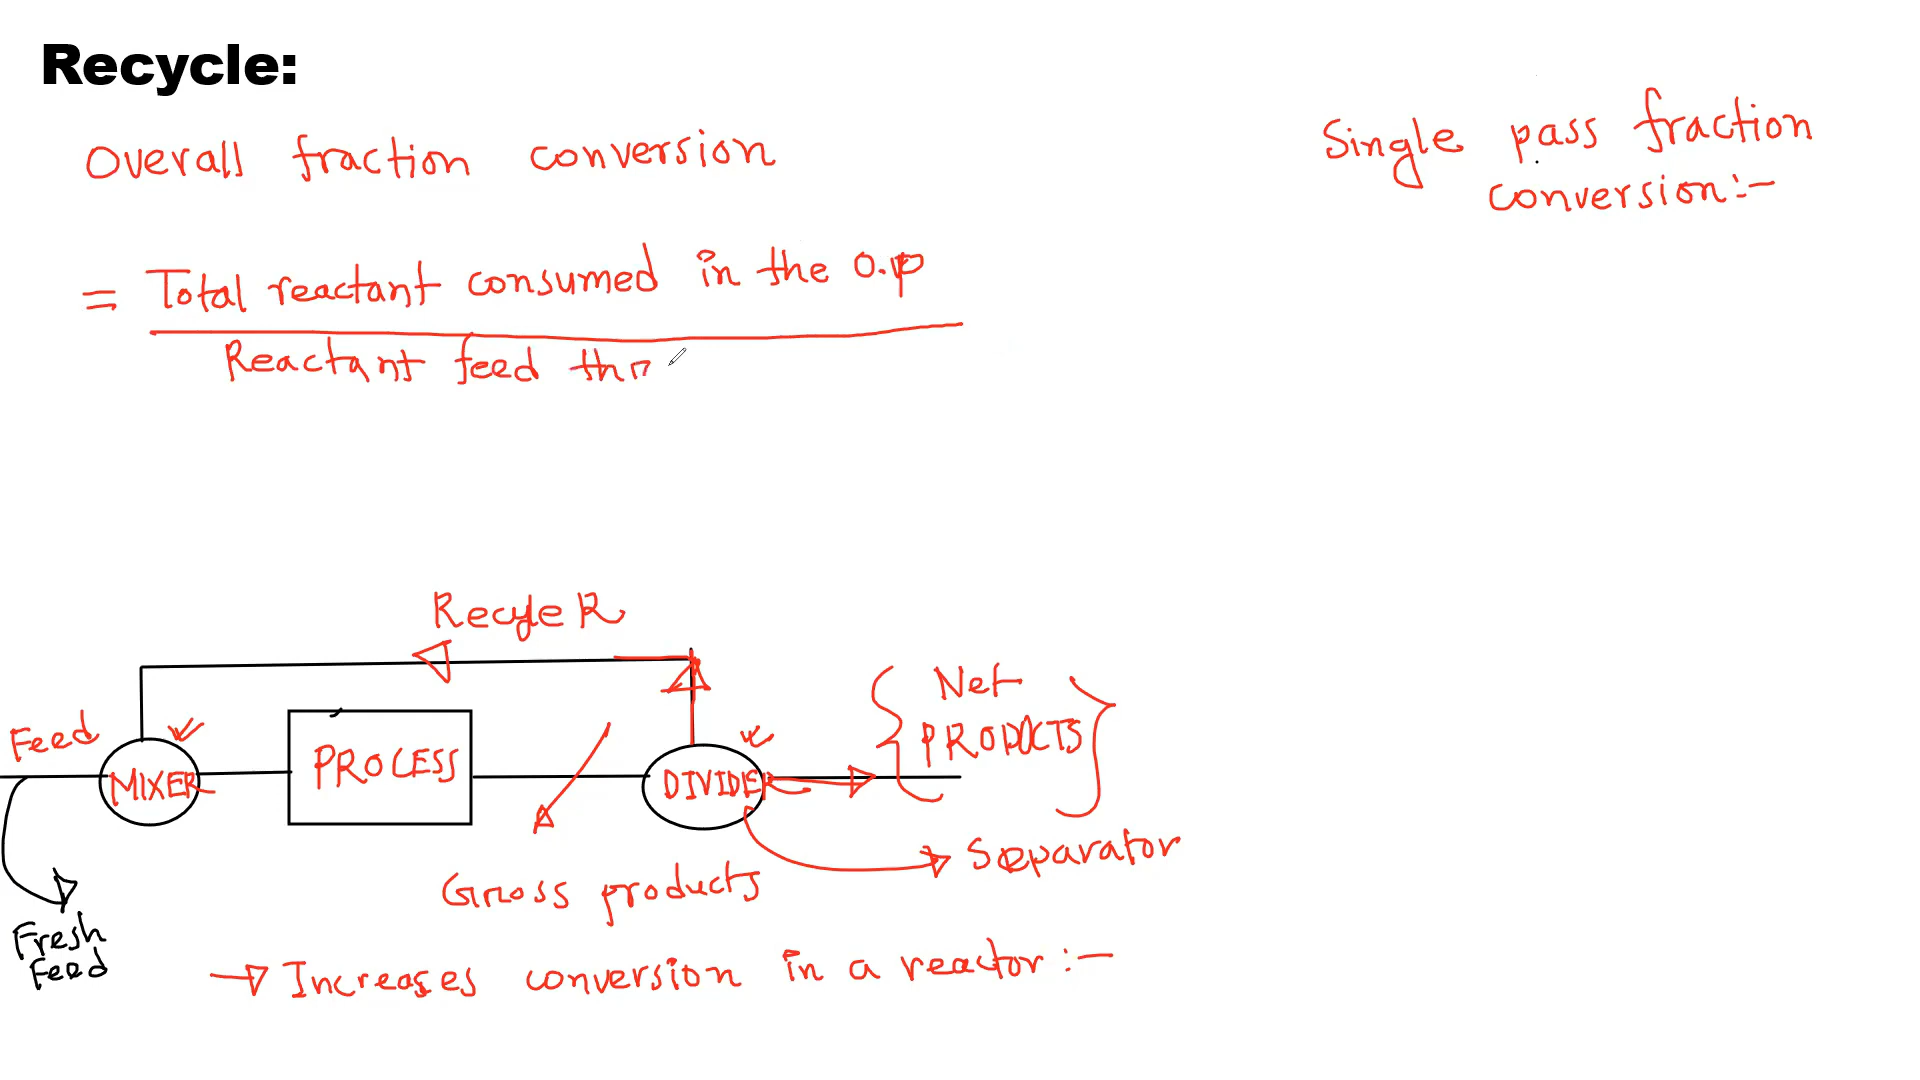 Recycle:
Overall fraction conversion
= Total reactant consumed in the o.p
Reactant feed thr
Single pass fraction
conversion:-
Recycle R
Feed
MIXER
PROCESS
DIVIDER
Net
PRODUCTS
Separator
Gross products
Fresh
Feed
→ Increases conversion in a reactor:-